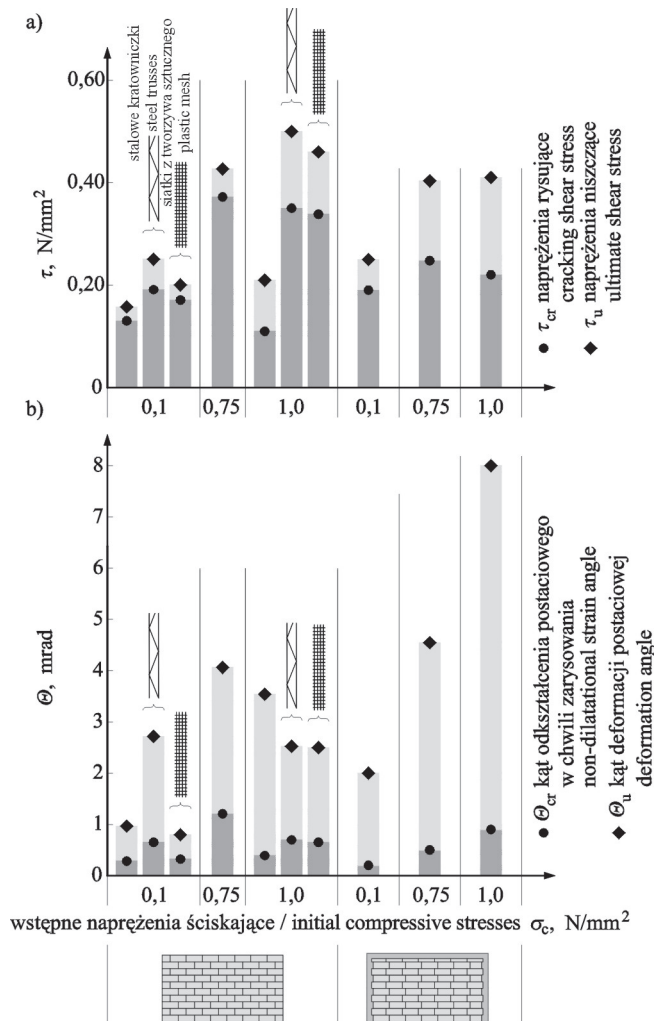 a)
stalowe kratowniczki
steel trusses
siatki z tworzywa sztucznego
plastic mesh
0,60
0,40
0,20
0
τ, N/mm²
0,1 0,75 1,0 0,1 0,75 1,0
● τcr naprężenia rysujące
cracking shear stress
◆ τu naprężenia niszczące
ultimate shear stress
b)
8
7
6
5
4
3
2
1
0
Θ, mrad
0,1 0,75 1,0 0,1 0,75 1,0
● Θcr kąt odkształcenia postaciowego
w chwili zarysowania
non-dilatational strain angle
◆ Θu kąt deformacji postaciowej
deformation angle
wstępne naprężenia ściskające / initial compressive stresses σc, N/mm²